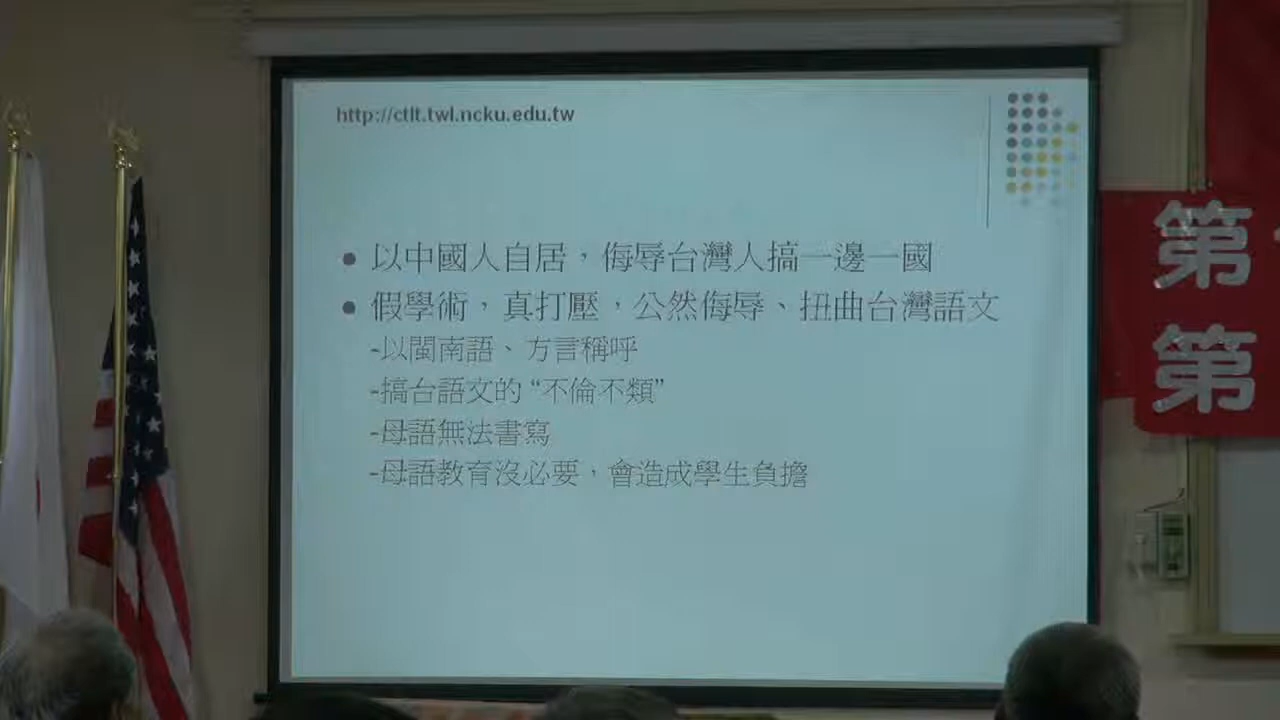 http://ctlt.twl.ncku.edu.tw
以中國人自居，侮辱台灣人搞一邊一國
假學術，真打壓，公然侮辱、扭曲台灣語文
-以閩南語、方言稱呼
-搞台語文的 “不倫不類”
-母語無法書寫
-母語教育沒必要，會造成學生負擔
第
第